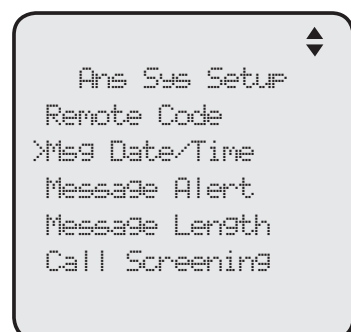 Ans Sys Setup
Remote Code
>Msg Date/Time
Message Alert
Message Length
Call Screening